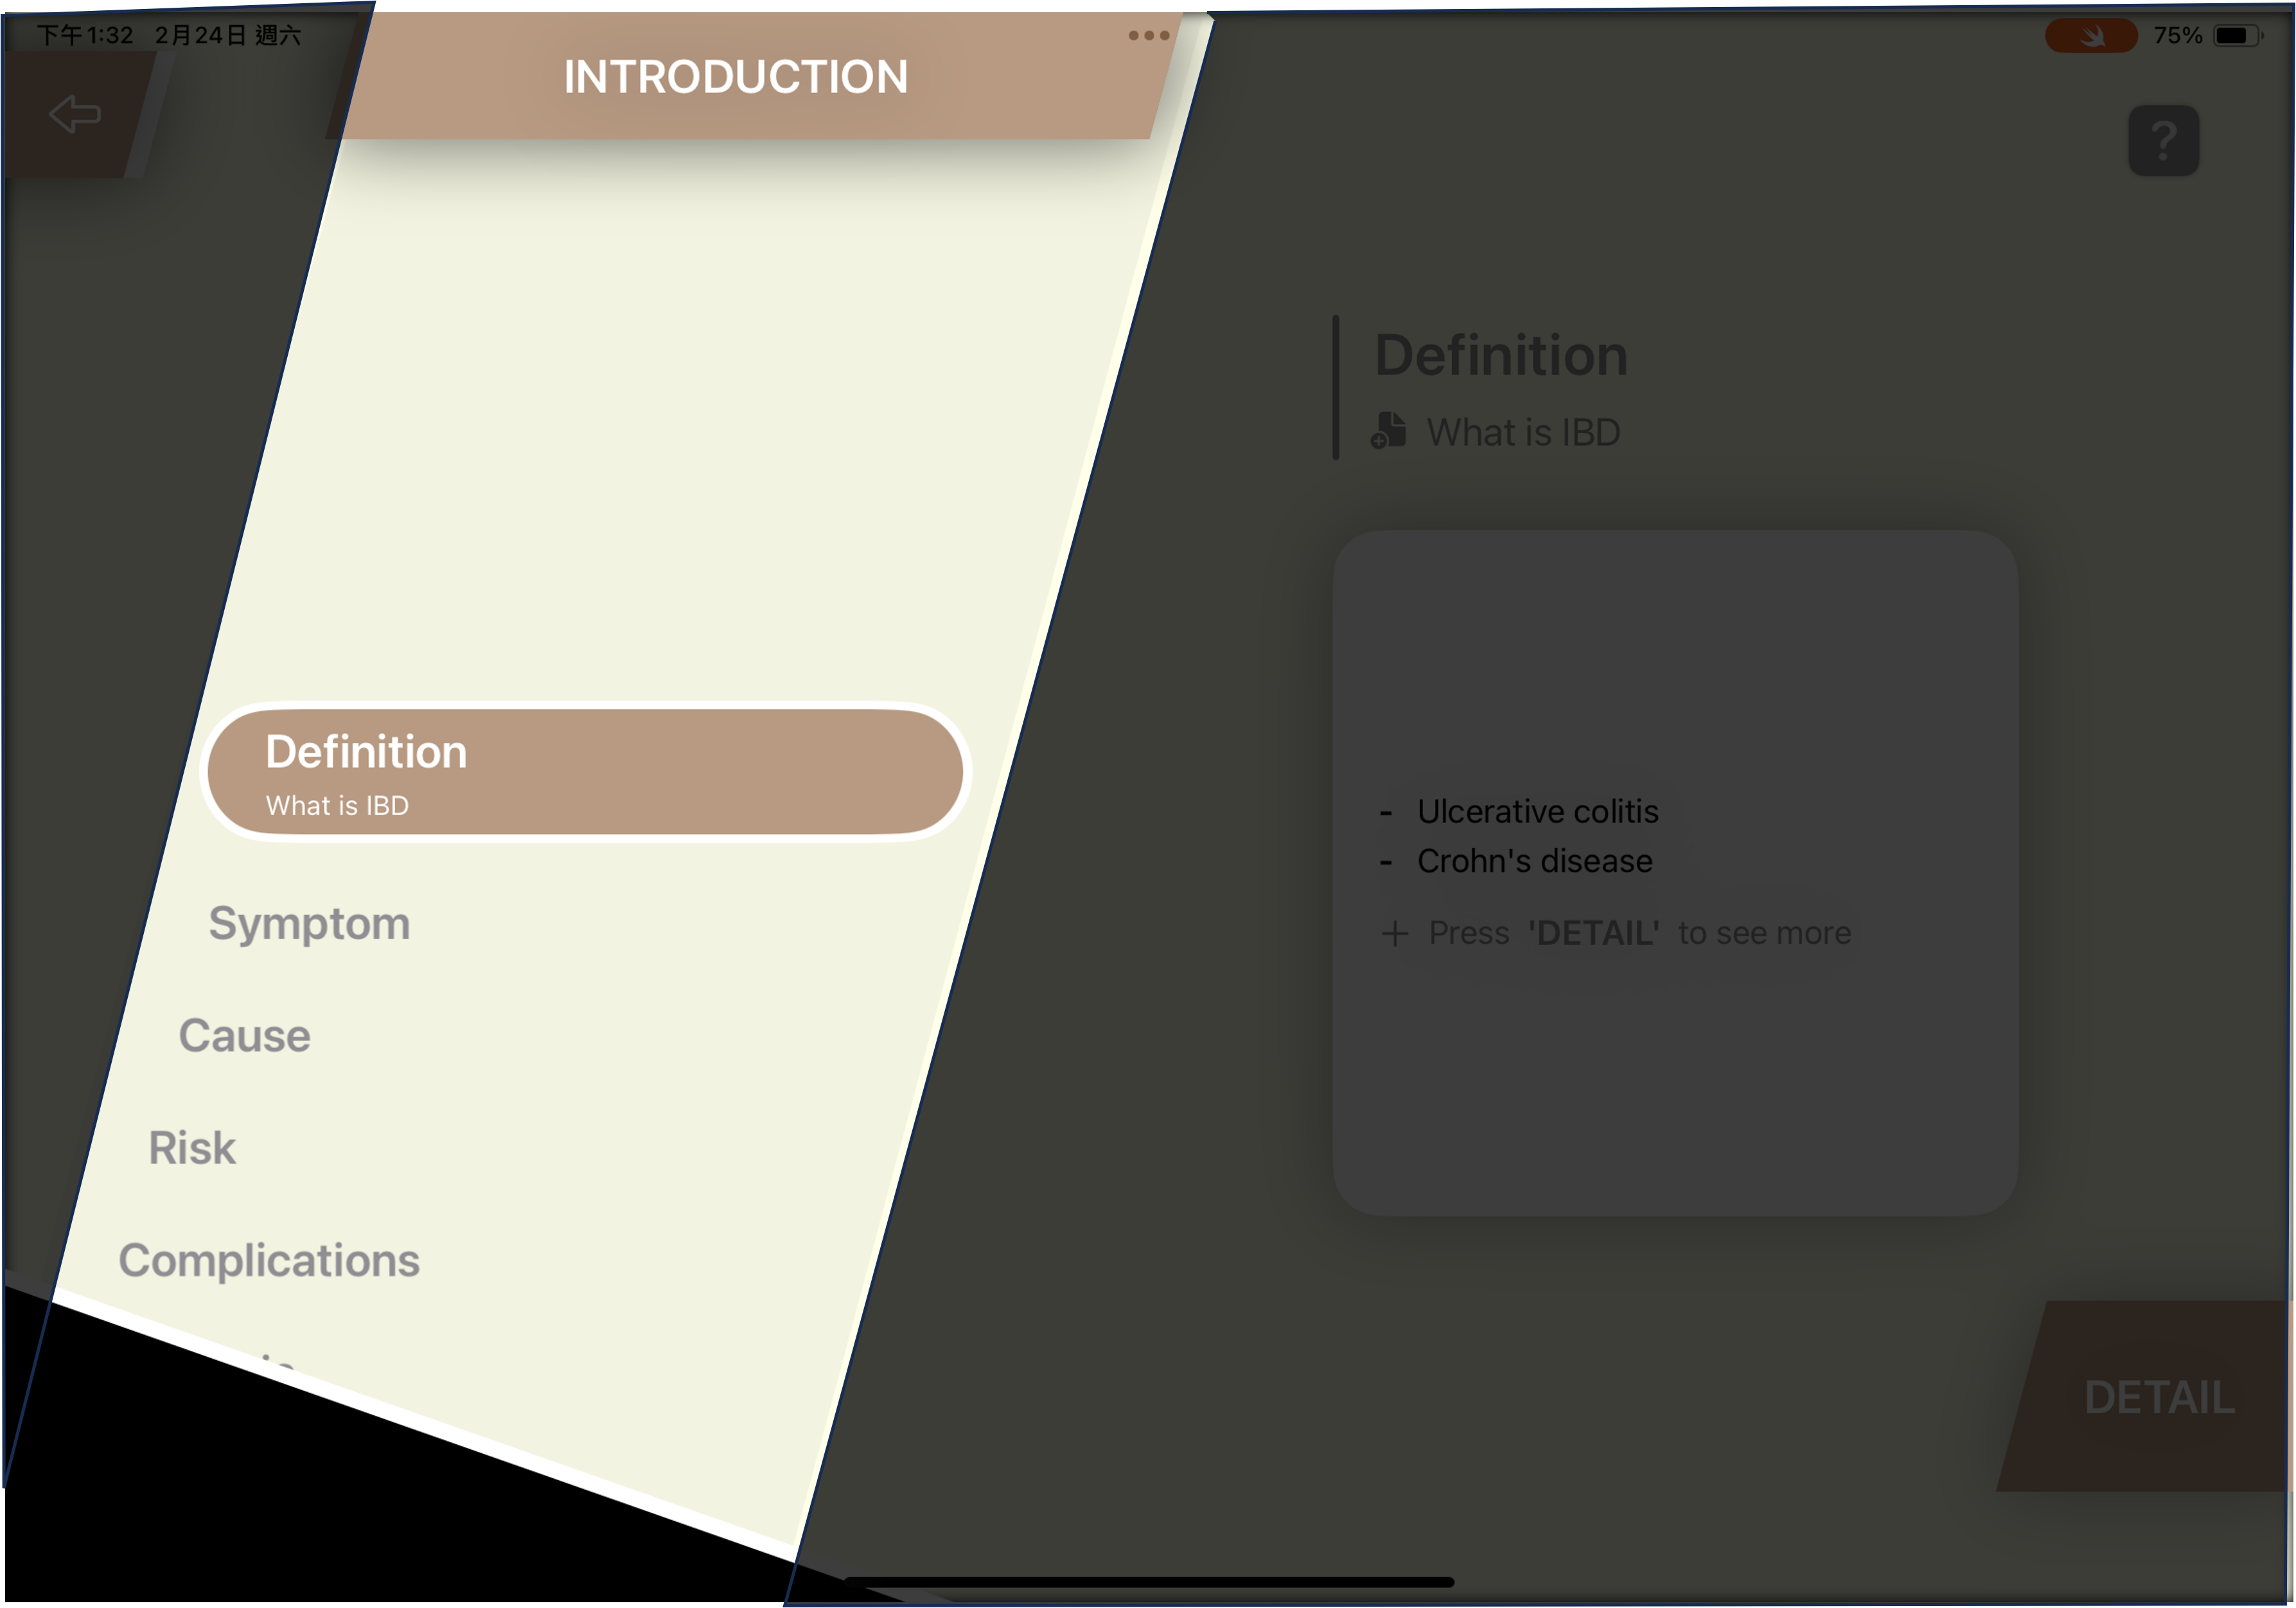 下午1:32 2月24日 週六
75%
INTRODUCTION
?
Definition
What is IBD
Definition
What is IBD
Symptom
Cause
Risk
Complications
- Ulcerative colitis
- Crohn's disease
+ Press 'DETAIL' to see more
DETAIL